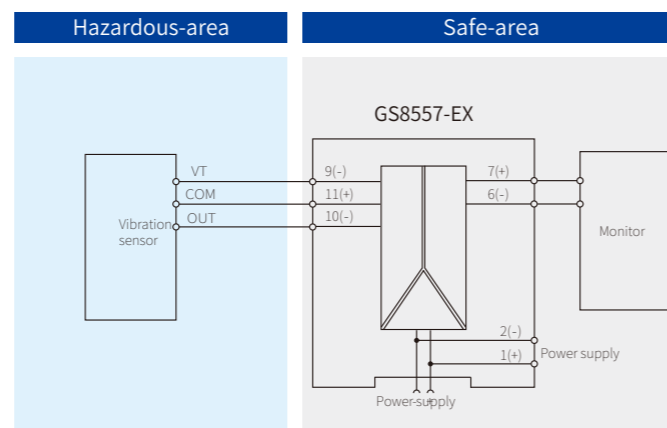 Hazardous-area
Safe-area
GS8557-EX
VT
9(-)
7(+)
COM
11(+)
6(-)
OUT
10(-)
Vibration
sensor
Monitor
2(-)
1(+)
Power supply
Power-supply